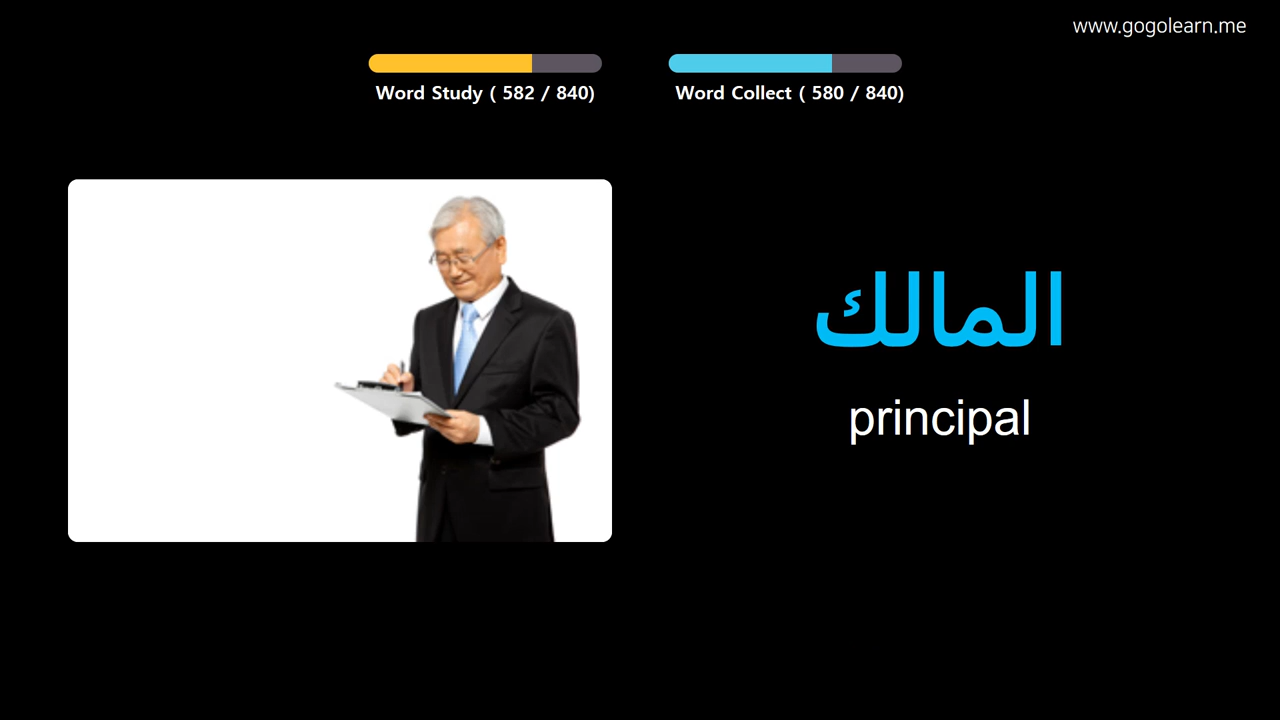 www.gogolearn.me
Word Study ( 582 / 840)
Word Collect ( 580 / 840)
المالك
principal